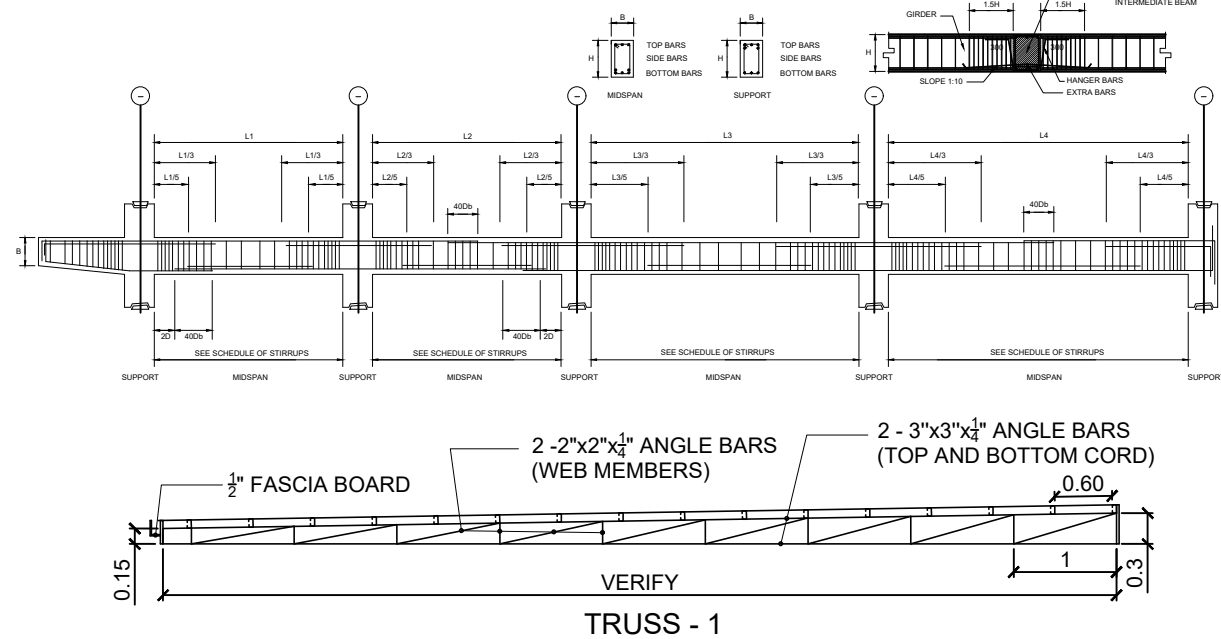 B
B
1.5H
1.5H
INTERMEDIATE BEAM
GIRDER
H
TOP BARS
SIDE BARS
BOTTOM BARS
H
TOP BARS
SIDE BARS
BOTTOM BARS
H
300
300
SLOPE 1:10
HANGER BARS
EXTRA BARS
MIDSPAN
SUPPORT
L1
L2
L3
L4
L1/3
L1/3
L2/3
L2/3
L3/3
L3/3
L4/3
L4/3
L1/5
L1/5
L2/5
L2/5
L3/5
L3/5
L4/5
L4/5
40Db
40Db
B
2D
40Db
40Db
2D
SEE SCHEDULE OF STIRRUPS
SEE SCHEDULE OF STIRRUPS
SEE SCHEDULE OF STIRRUPS
SEE SCHEDULE OF STIRRUPS
SUPPORT
MIDSPAN
SUPPORT
MIDSPAN
SUPPORT
MIDSPAN
SUPPORT
MIDSPAN
SUPPORT
2 -2"x2"x1/4" ANGLE BARS
(WEB MEMBERS)
2 - 3"x3"x1/4" ANGLE BARS
(TOP AND BOTTOM CORD)
1/2" FASCIA BOARD
0.60
0.15
VERIFY
1
0.3
TRUSS - 1